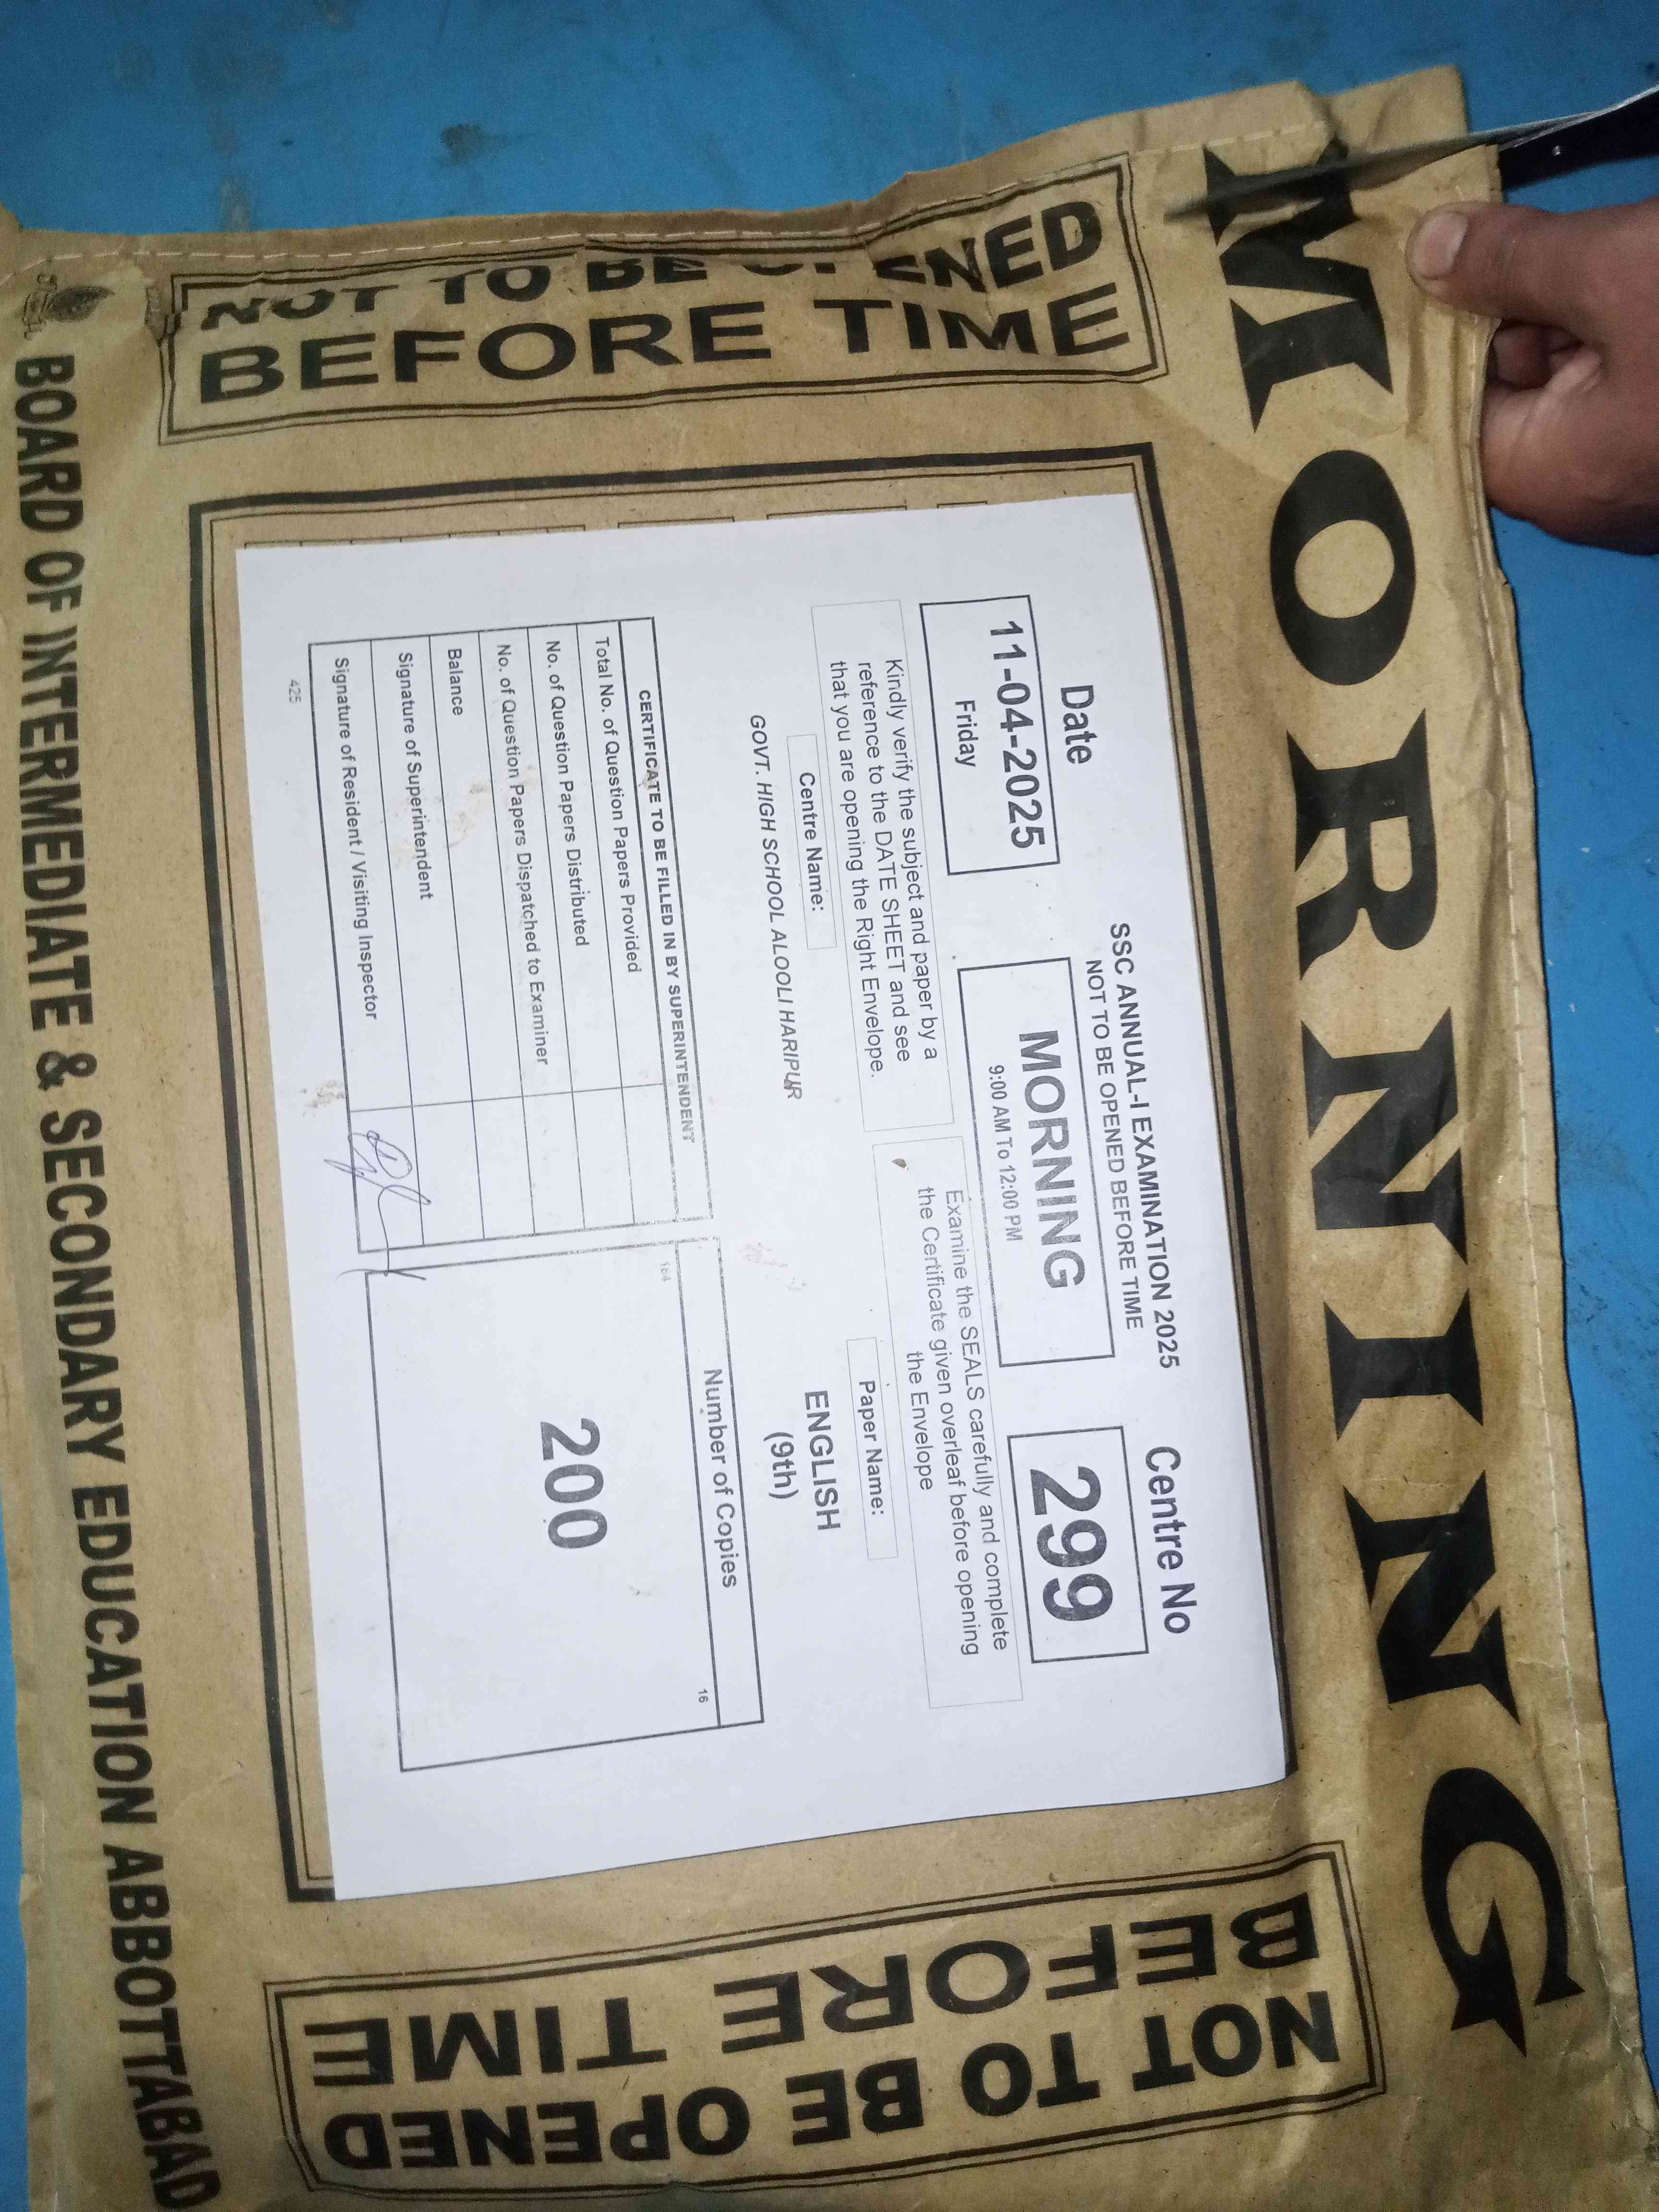 MORNING
NOT TO BE OPENED
BEFORE TIME
SSC ANNUAL-I EXAMINATION 2025
NOT TO BE OPENED BEFORE TIME
Date
11-04-2025
Friday
MORNING
9:00 AM To 12:00 PM
Centre No
299
Kindly verify the subject and paper by a
reference to the DATE SHEET and see
that you are opening the Right Envelope.
Examine the SEALS carefully and complete
the Certificate given overleaf before opening
the Envelope
Centre Name:
GOVT. HIGH SCHOOL ALOOLI HARIPUR
Paper Name:
ENGLISH
(9th)
CERTIFICATE TO BE FILLED IN BY SUPERINTENDENT
Total No. of Question Papers Provided
No. of Question Papers Distributed
No. of Question Papers Dispatched to Examiner
Balance
Signature of Superintendent
Signature of Resident / Visiting Inspector
425
Number of Copies
184
16
200
NOT TO BE OPENED
BEFORE TIME
BOARD OF INTERMEDIATE & SECONDARY EDUCATION ABBOTTABAD